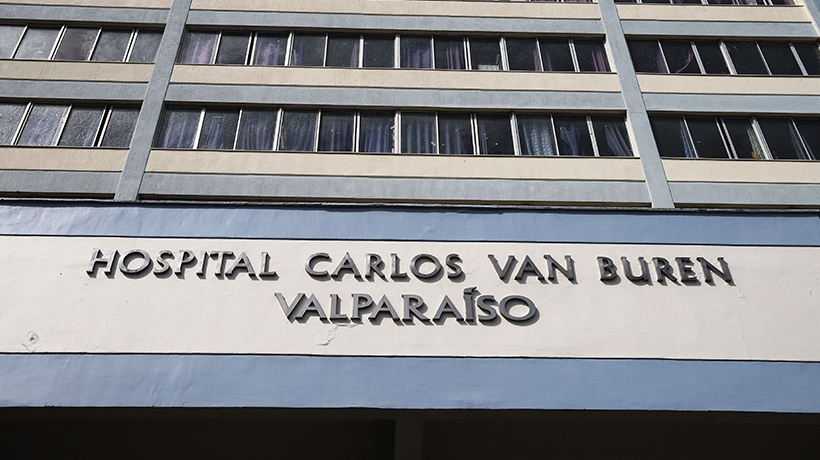 HOSPITAL CARLOS VAN BUREN
VALPARAÍSO